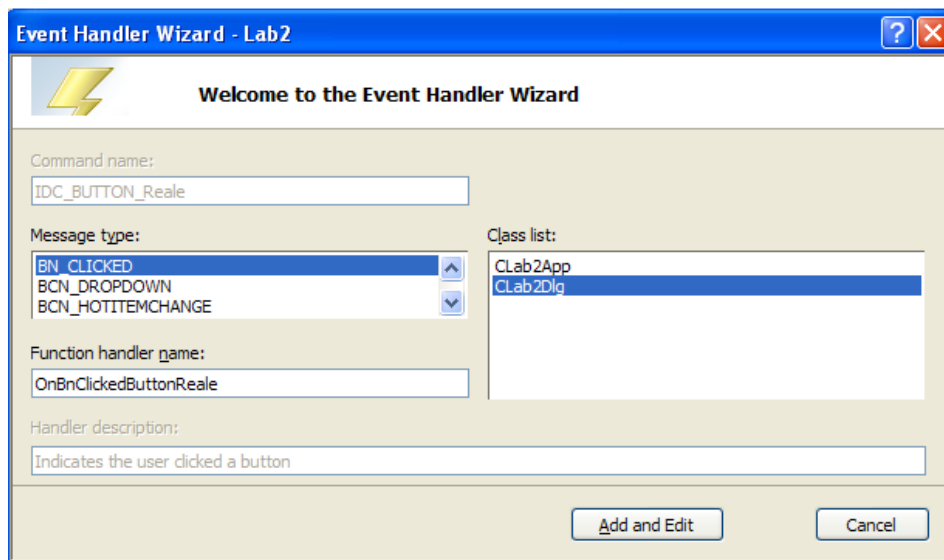 Event Handler Wizard - Lab2
Welcome to the Event Handler Wizard
Command name:
IDC_BUTTON_Reale
Message type:
BN_CLICKED
BCN_DROPDOWN
BCN_HOTITEMCHANGE
Class list:
CLab2App
CLab2Dlg
Function handler name:
OnBnClickedButtonReale
Handler description:
Indicates the user clicked a button
Add and Edit
Cancel